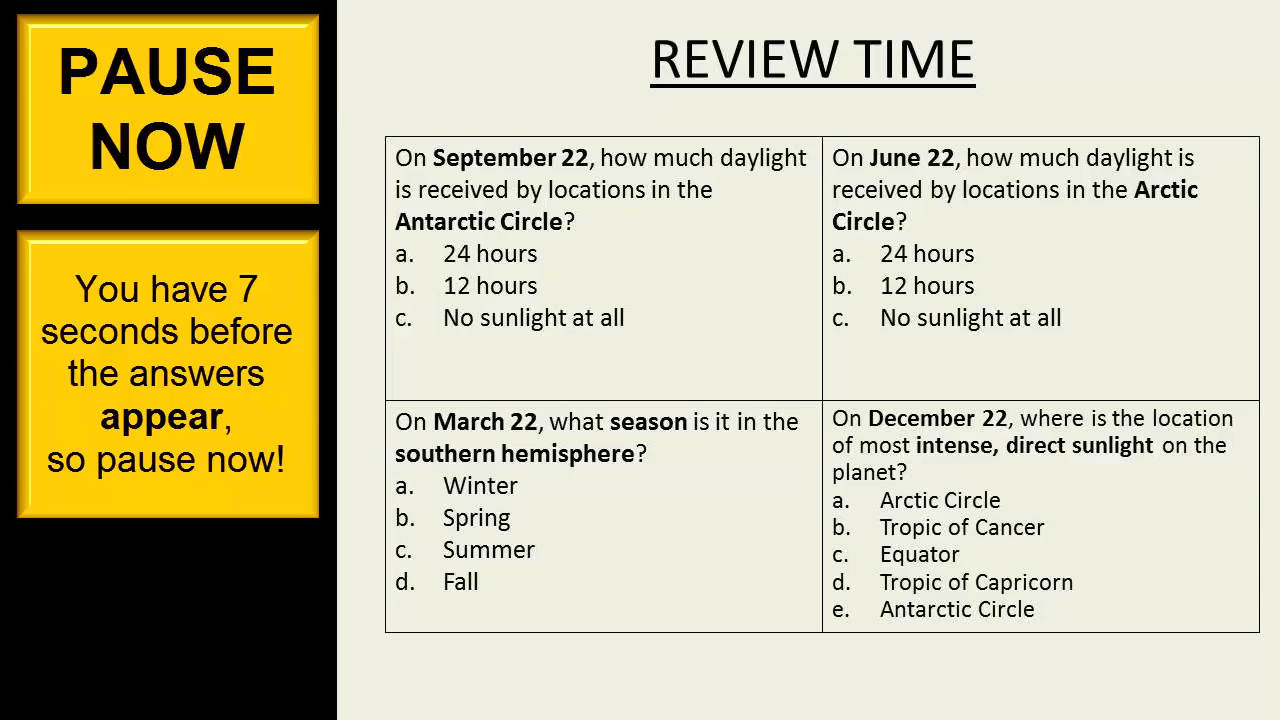 PAUSE
NOW
You have 7
seconds before
the answers
appear,
so pause now!
REVIEW TIME
On September 22, how much daylight
is received by locations in the
Antarctic Circle?
a. 24 hours
b. 12 hours
c. No sunlight at all
On June 22, how much daylight is
received by locations in the Arctic
Circle?
a. 24 hours
b. 12 hours
c. No sunlight at all
On March 22, what season is it in the
southern hemisphere?
a. Winter
b. Spring
c. Summer
d. Fall
On December 22, where is the location
of most intense, direct sunlight on the
planet?
a. Arctic Circle
b. Tropic of Cancer
c. Equator
d. Tropic of Capricorn
e. Antarctic Circle